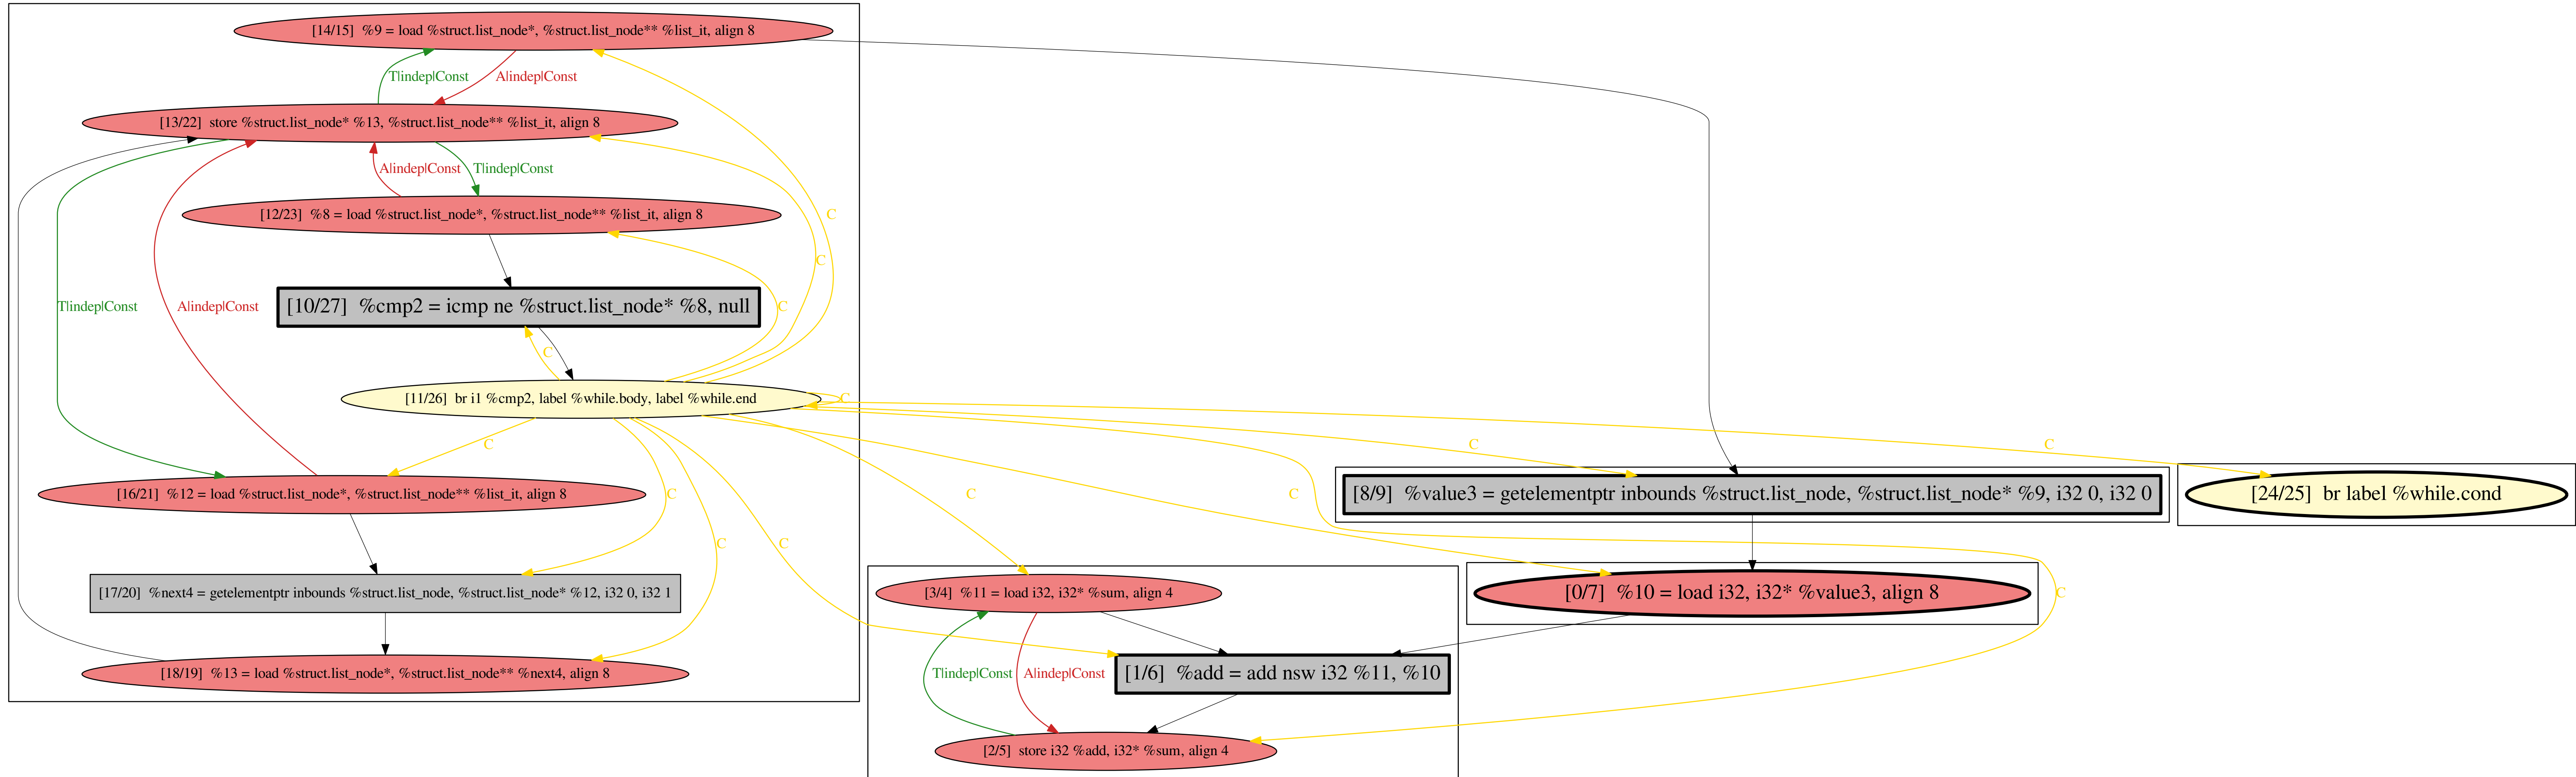 [14/15]  %9 = load %struct.list_node*, %struct.list_node** %list_it, align 8
T|indep|Const
A|indep|Const
[13/22]  store %struct.list_node* %13, %struct.list_node** %list_it, align 8
A|indep|Const
T|indep|Const
[12/23]  %8 = load %struct.list_node*, %struct.list_node** %list_it, align 8
C
C
T|indep|Const
A|indep|Const
[10/27]  %cmp2 = icmp ne %struct.list_node* %8, null
C
C
[11/26]  br i1 %cmp2, label %while.body, label %while.end
C
C
C
C
[16/21]  %12 = load %struct.list_node*, %struct.list_node** %list_it, align 8
C
C
C
[8/9]  %value3 = getelementptr inbounds %struct.list_node, %struct.list_node* %9, i32 0, i32 0
[24/25]  br label %while.cond
C
C
[17/20]  %next4 = getelementptr inbounds %struct.list_node, %struct.list_node* %12, i32 0, i32 1
[3/4]  %11 = load i32, i32* %sum, align 4
[0/7]  %10 = load i32, i32* %value3, align 8
C
[18/19]  %13 = load %struct.list_node*, %struct.list_node** %next4, align 8
T|indep|Const
A|indep|Const
[1/6]  %add = add nsw i32 %11, %10
[2/5]  store i32 %add, i32* %sum, align 4